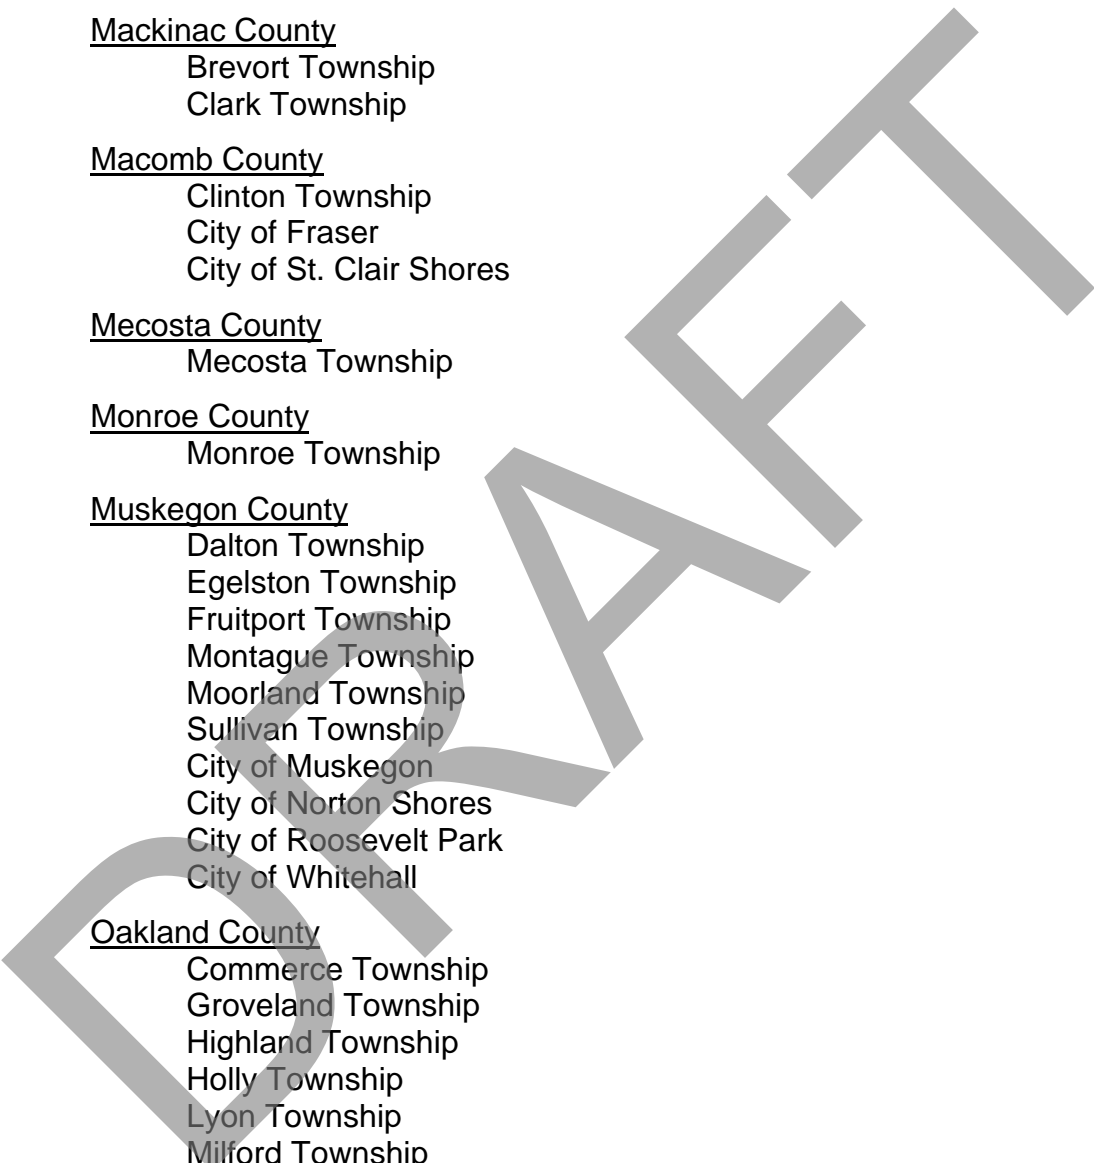 Mackinac County
Brevort Township
Clark Township
Macomb County
Clinton Township
City of Fraser
City of St. Clair Shores
Mecosta County
Mecosta Township
Monroe County
Monroe Township
Muskegon County
Dalton Township
Egelston Township
Fruitport Township
Montague Township
Moorland Township
Sullivan Township
City of Muskegon
City of Norton Shores
City of Roosevelt Park
City of Whitehall
Oakland County
Commerce Township
Groveland Township
Highland Township
Holly Township
Lyon Township
Milford Township
DRAFT